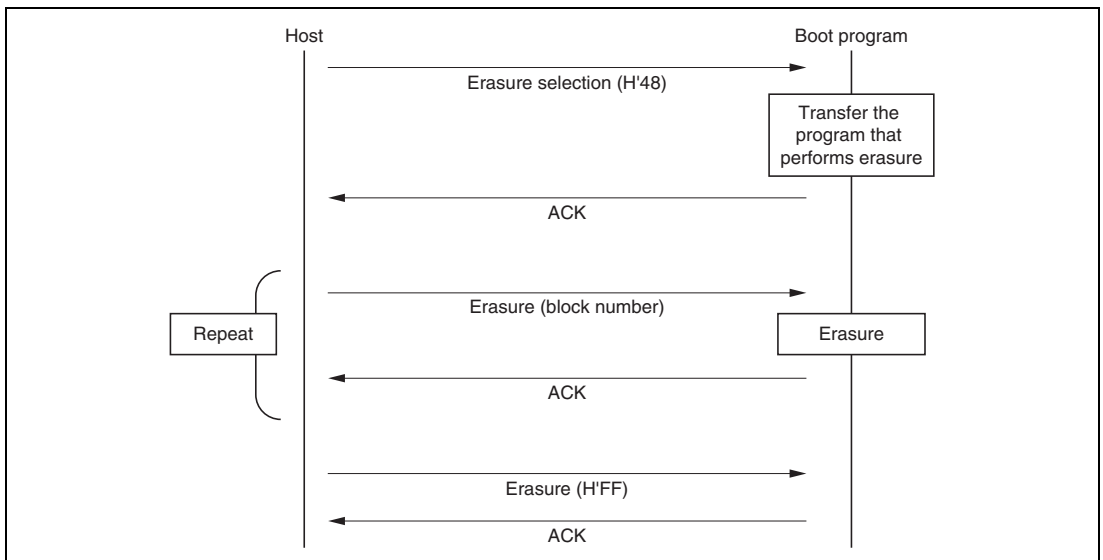 Host
Boot program
Erasure selection (H'48)
Transfer the
program that
performs erasure
ACK
Erasure (block number)
Repeat
Erasure
ACK
Erasure (H'FF)
ACK